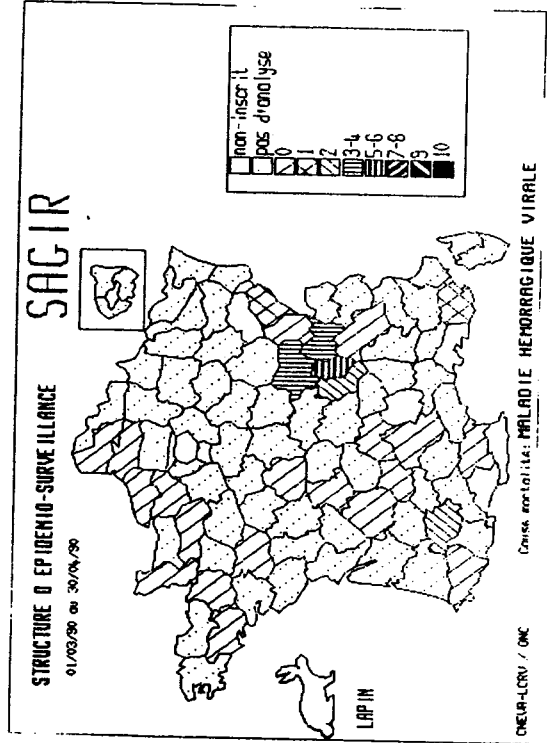 STRUCTURE D EPIDEMIO-SURVEILLANCE
SAGIR
01/03/90 au 30/04/90
non-inscrit
pas d'analyse
0
1
2
3-4
5-6
7-8
9
10
LAPIN
CNEVA-LCRV / ONC
Cause mortalite: MALADIE HEMORRAGIQUE VIRALE